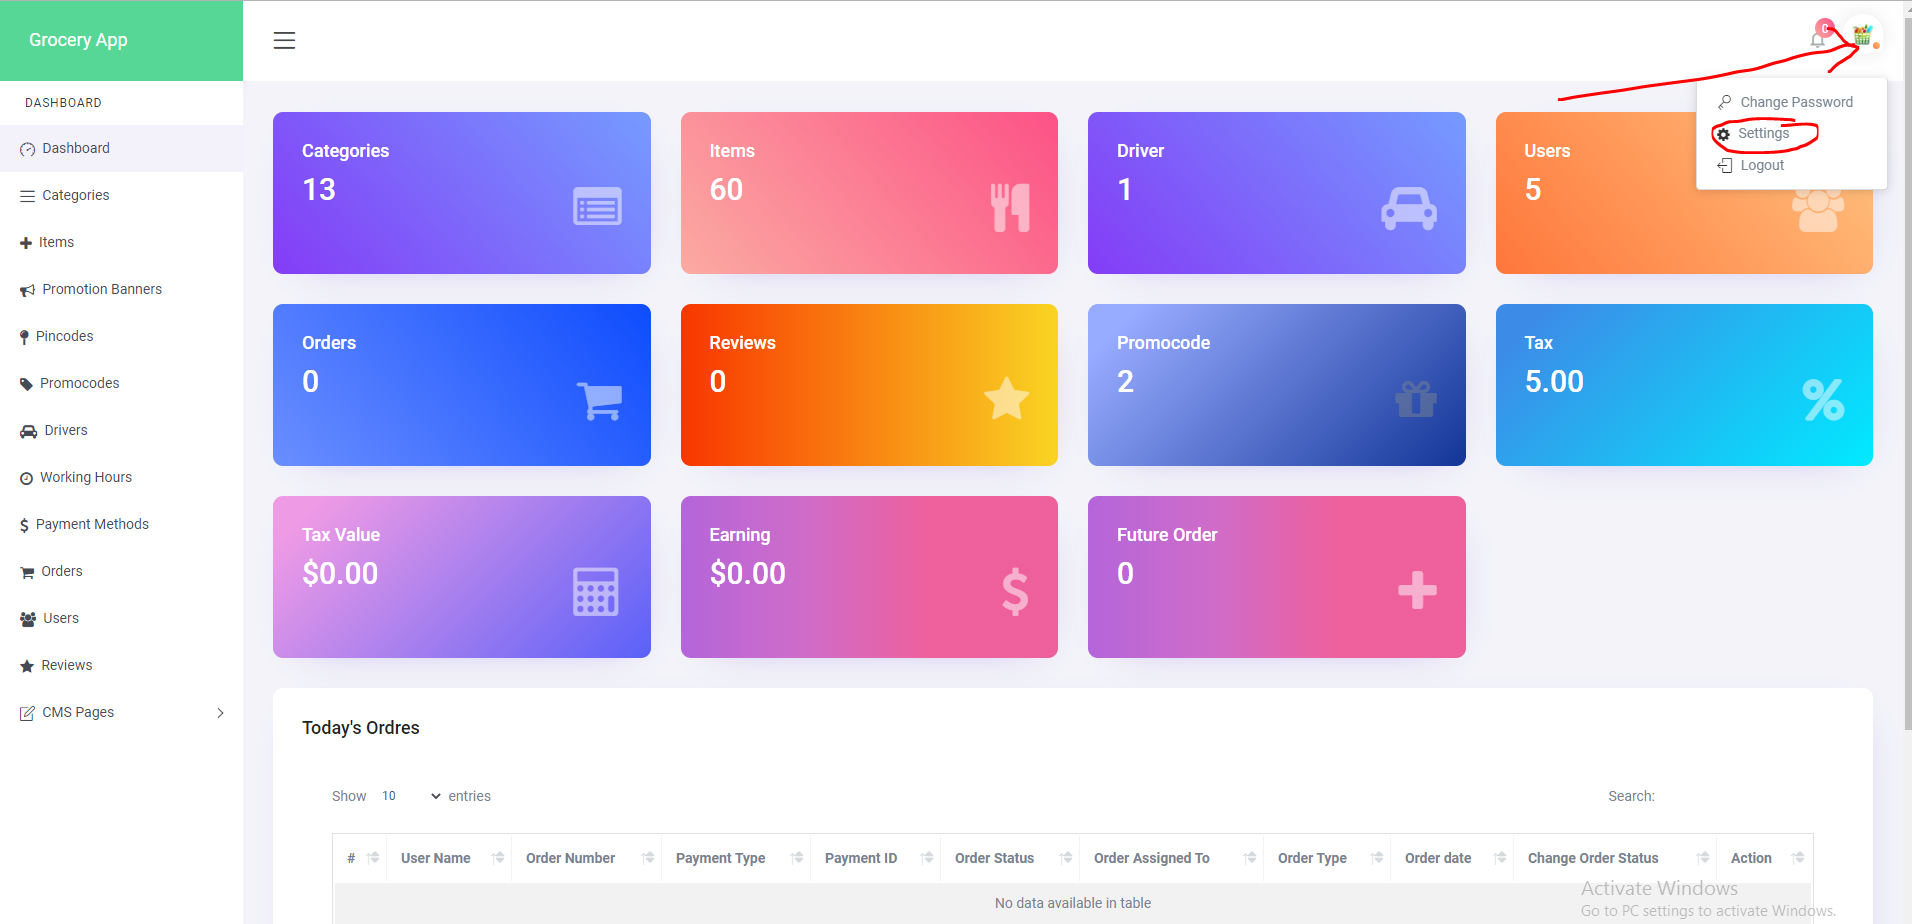 Grocery App
0
DASHBOARD
Dashboard
Categories
Items
Promotion Banners
Pincodes
Promocodes
Drivers
Working Hours
Payment Methods
Orders
Users
Reviews
CMS Pages
Change Password
Settings
Logout
Categories
13
Items
60
Driver
1
Users
5
Orders
0
Reviews
0
Promocode
2
Tax
5.00
Tax Value
$0.00
Earning
$0.00
Future Order
0
Today's Ordres
Show 10 entries
Search:
# User Name Order Number Payment Type Payment ID Order Status Order Assigned To Order Type Order date Change Order Status Action
No data available in table
Activate Windows
Go to PC settings to activate Windows.